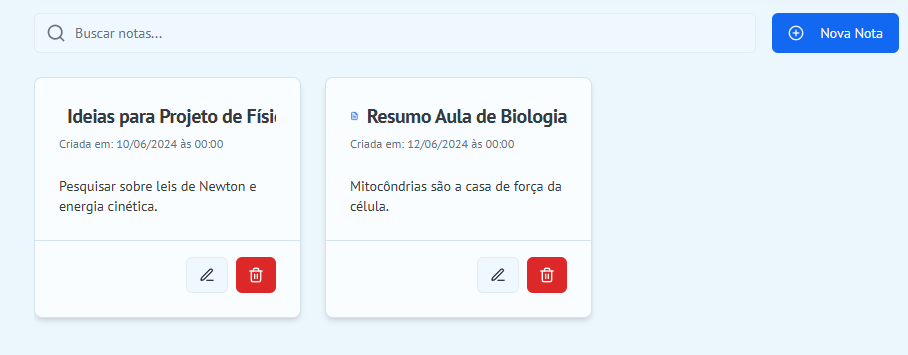 Buscar notas...
Nova Nota
Ideias para Projeto de
Criada em: 10/06/2024 às 00:00
Pesquisar sobre leis de Newton e
energia cinética.
Resumo Aula de Biologia
Criada em: 12/06/2024 às 00:00
Mitocôndrias são a casa de força da
célula.